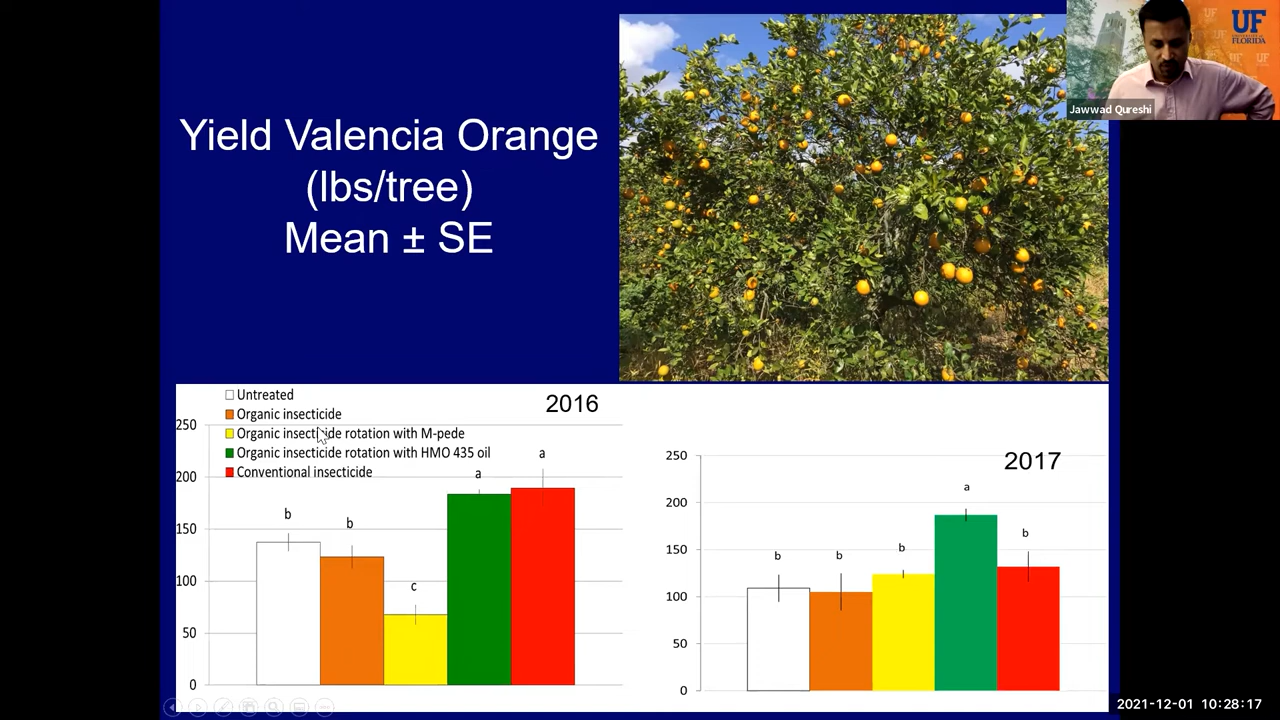 Yield Valencia Orange
(lbs/tree)
Mean ± SE
UF
UNIVERSITY of
FLORIDA
Jawwad Qureshi
Untreated
Organic insecticide
Organic insecticide rotation with M-pede
Organic insecticide rotation with HMO 435 oil
Conventional insecticide
2016
250
200
150
100
50
0
b
b
c
a
a
2017
250
200
150
100
50
0
b
b
b
a
b
2021-12-01 10:28:17